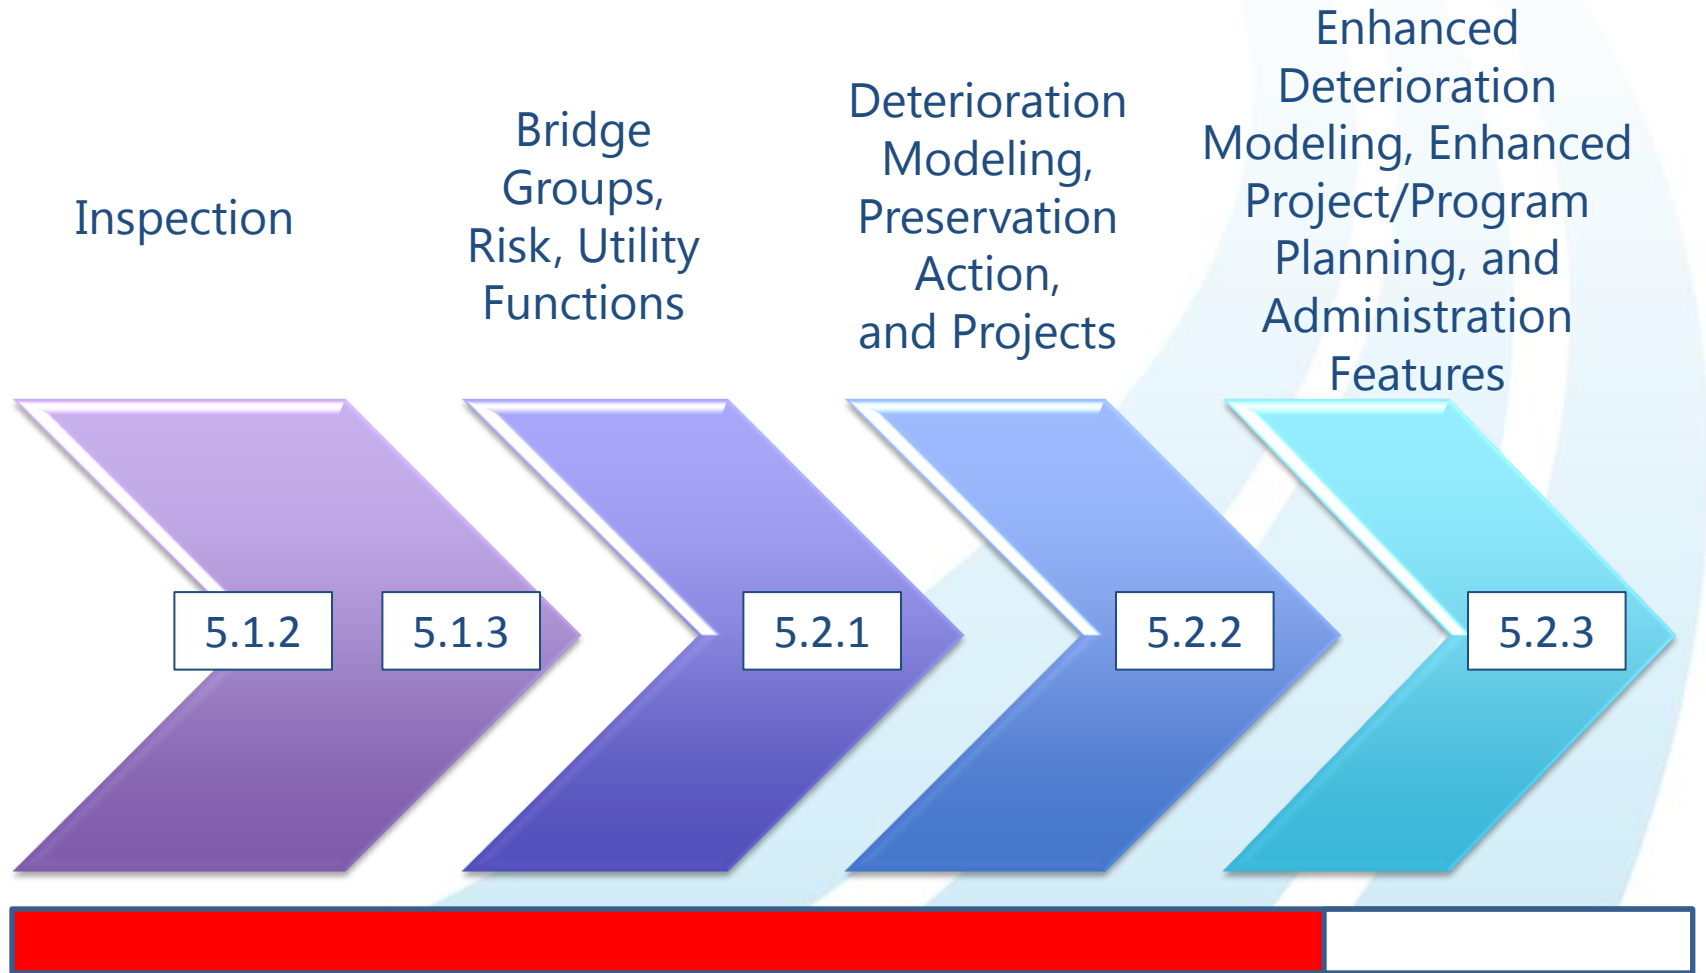 Inspection
Bridge
Groups,
Risk, Utility
Functions
Deterioration
Modeling,
Preservation
Action,
and Projects
Enhanced
Deterioration
Modeling, Enhanced
Project/Program
Planning, and
Administration
Features
5.1.2
5.1.3
5.2.1
5.2.2
5.2.3